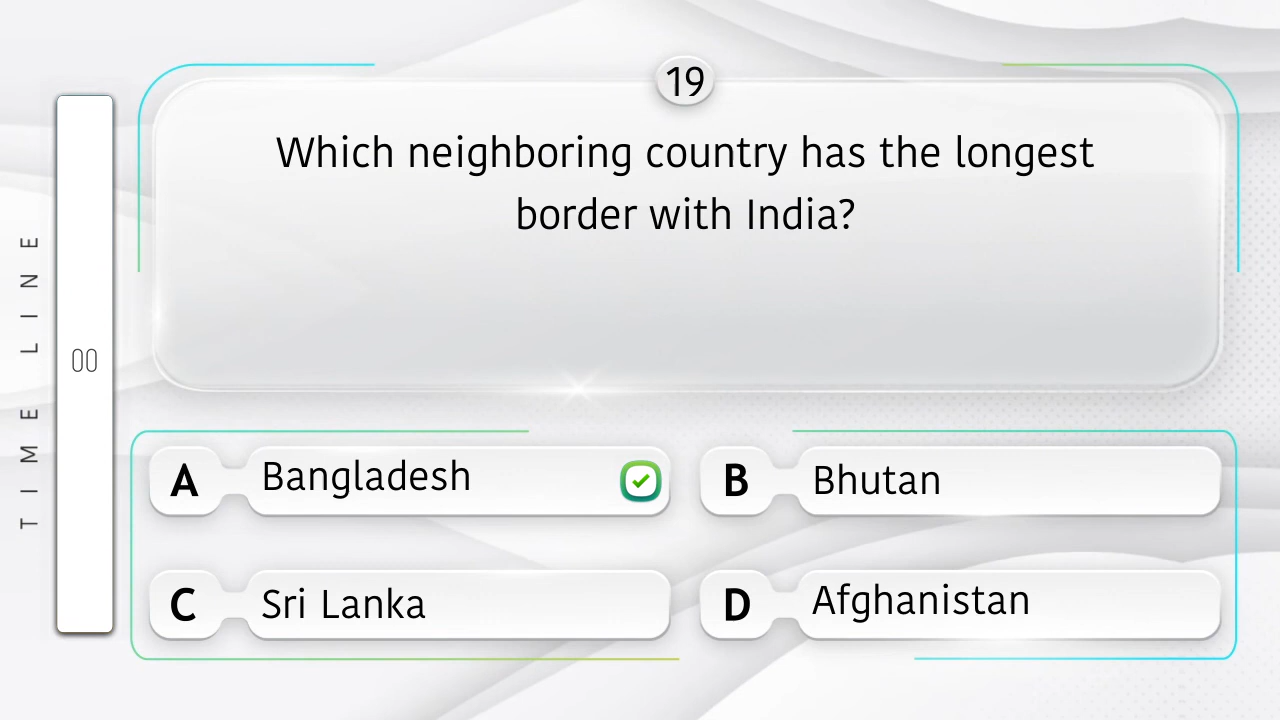 19
Which neighboring country has the longest
border with India?
TIME LINE
00
A Bangladesh
B Bhutan
C Sri Lanka
D Afghanistan